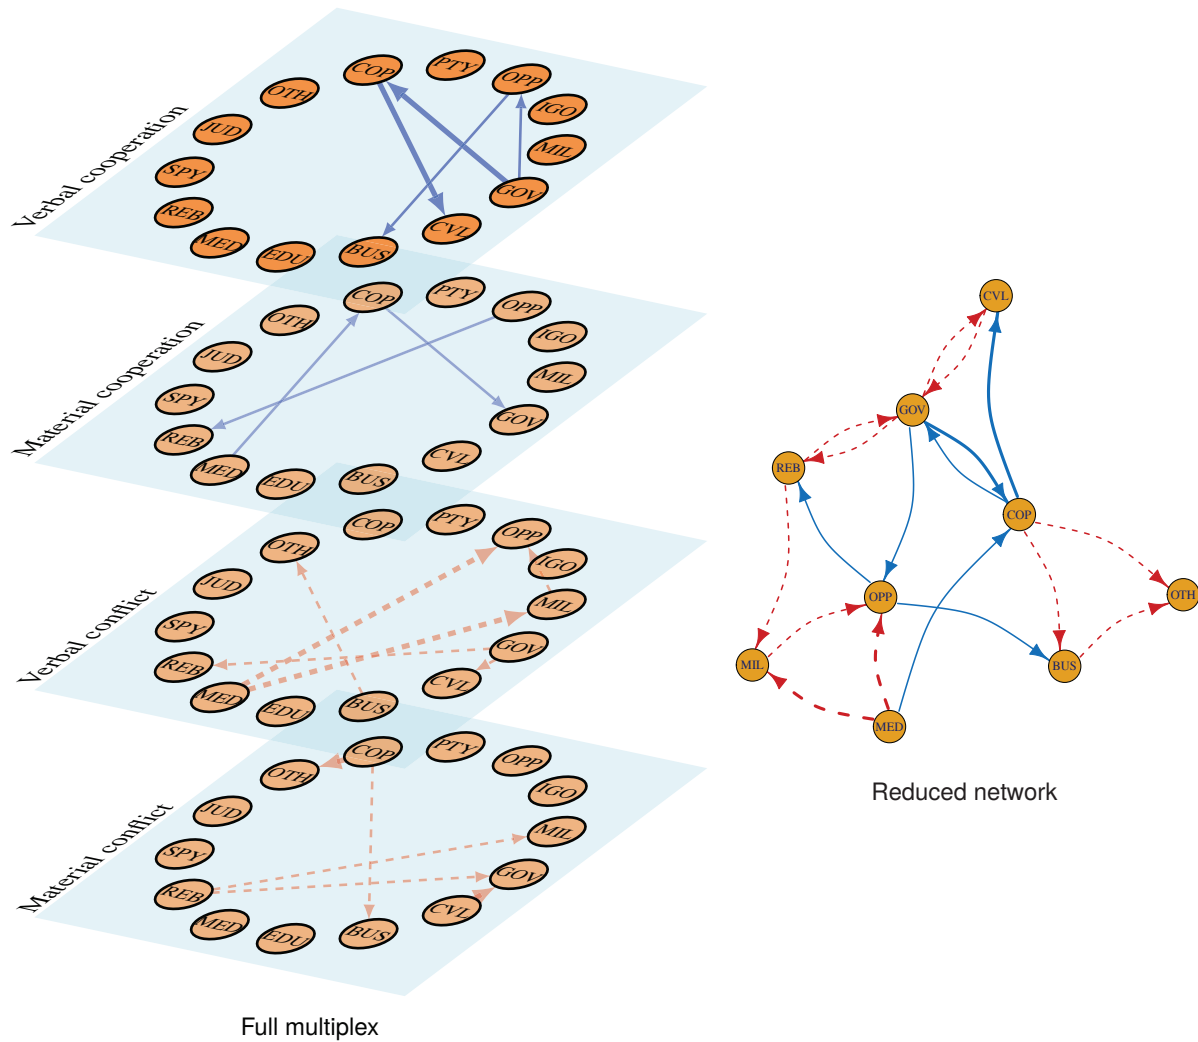 Verbal cooperation
COP
PTY
OPP
IGO
MIL
GOV
CVL
BUS
EDU
MED
REB
SPY
JUD
OTH
Material cooperation
COP
PTY
OPP
IGO
MIL
GOV
CVL
BUS
EDU
MED
REB
SPY
JUD
OTH
Verbal conflict
COP
PTY
OPP
IGO
MIL
GOV
CVL
BUS
EDU
MED
REB
SPY
JUD
OTH
Material conflict
COP
PTY
OPP
IGO
MIL
GOV
CVL
BUS
EDU
MED
REB
SPY
JUD
OTH
Full multiplex
CVL
GOV
REB
COP
OPP
OTH
MIL
BUS
MED
Reduced network